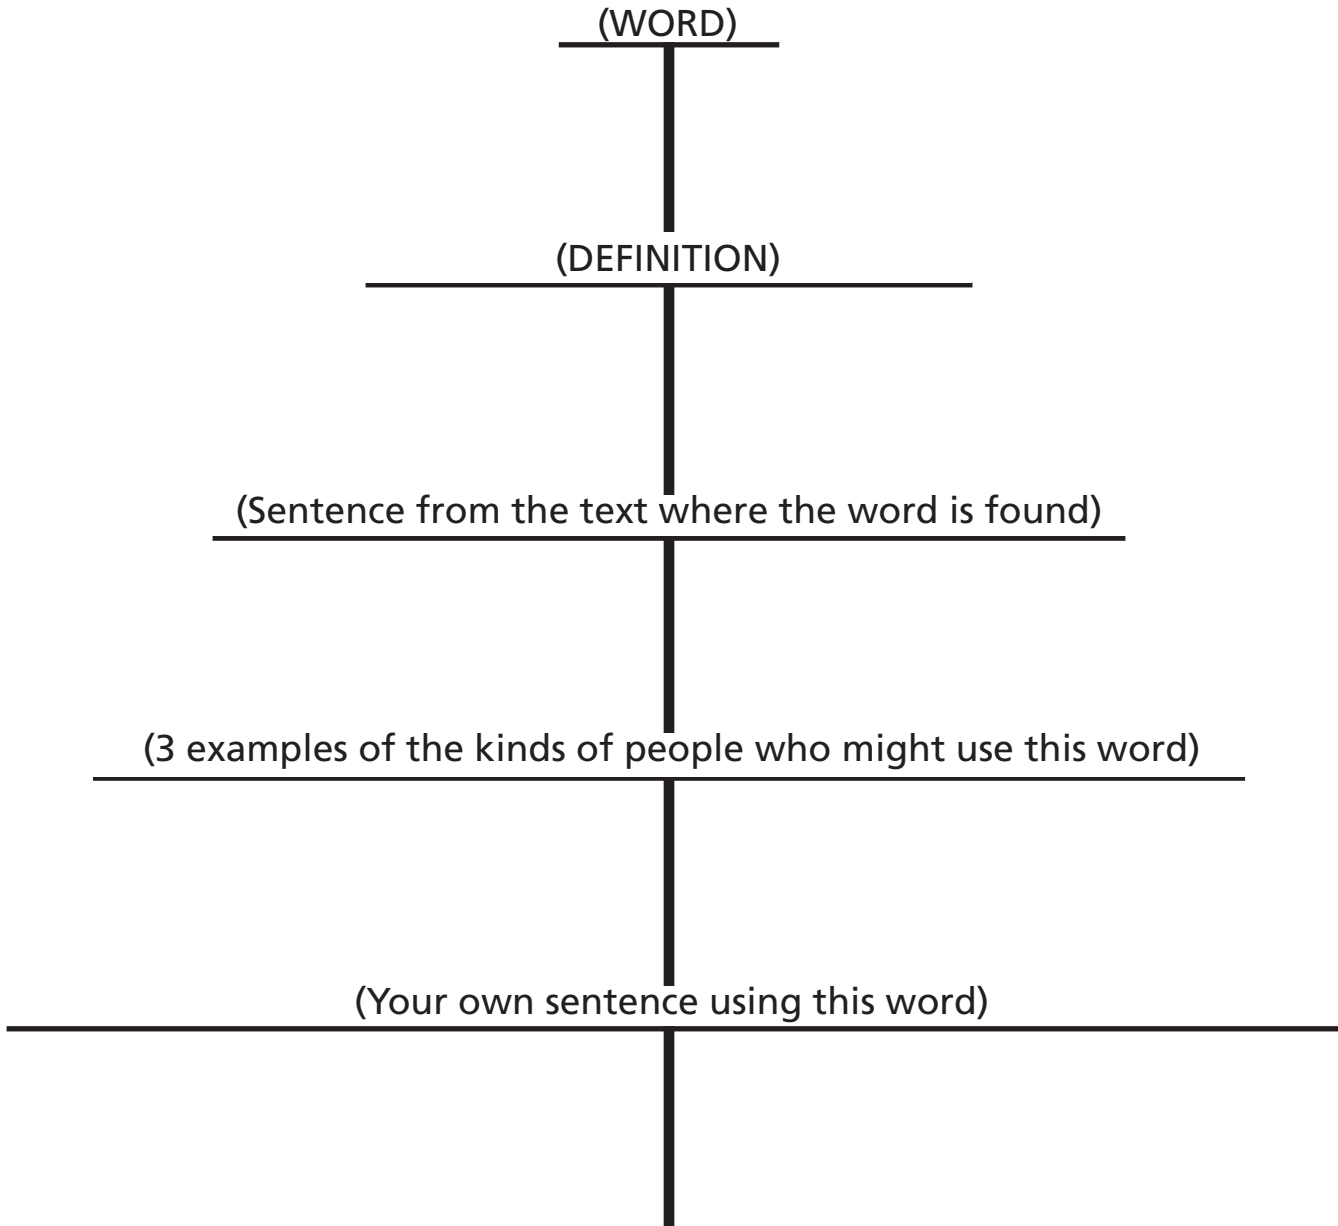 (WORD)
(DEFINITION)
(Sentence from the text where the word is found)
(3 examples of the kinds of people who might use this word)
(Your own sentence using this word)